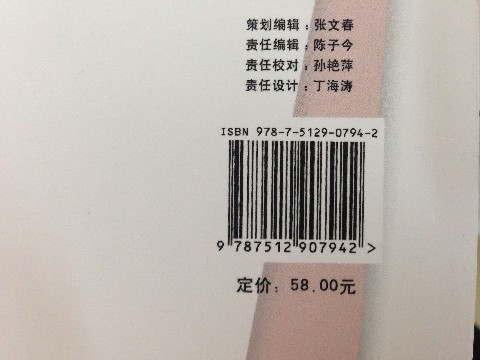 策划编辑：张文春
责任编辑：陈子今
责任校对：孙艳萍
责任设计：丁海涛
ISBN 978-7-5129-0794-2
9 787512 907942 >
定价：58.00元